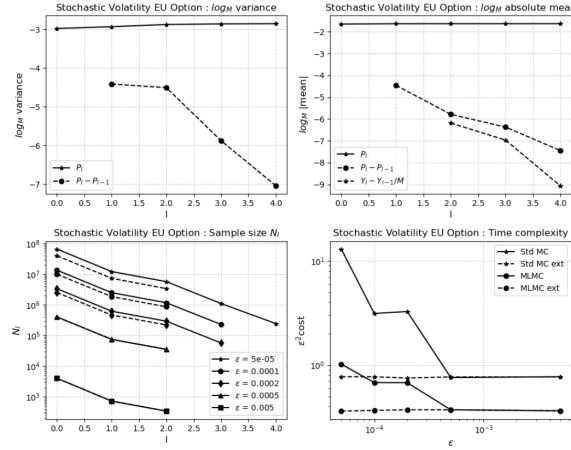 Stochastic Volatility EU Option : log_M variance
log_M variance
−3
−4
−5
−6
−7
P_l
P_l − P_{l−1}
0.0 0.5 1.0 1.5 2.0 2.5 3.0 3.5 4.0
l
Stochastic Volatility EU Option : log_M absolute mean
log_M |mean|
−2
−3
−4
−5
−6
−7
−8
−9
P_l
P_l − P_{l−1}
Y_l − Y_{l−1}/M
0.0 0.5 1.0 1.5 2.0 2.5 3.0 3.5 4.0
l
Stochastic Volatility EU Option : Sample size N_l
N_l
10^8
10^7
10^6
10^5
10^4
10^3
ε = 5e-05
ε = 0.0001
ε = 0.0002
ε = 0.0005
ε = 0.005
0.0 0.5 1.0 1.5 2.0 2.5 3.0 3.5 4.0
l
Stochastic Volatility EU Option : Time complexity
ε^2cost
10^1
10^0
Std MC
Std MC ext
MLMC
MLMC ext
10^−4 10^−3
ε